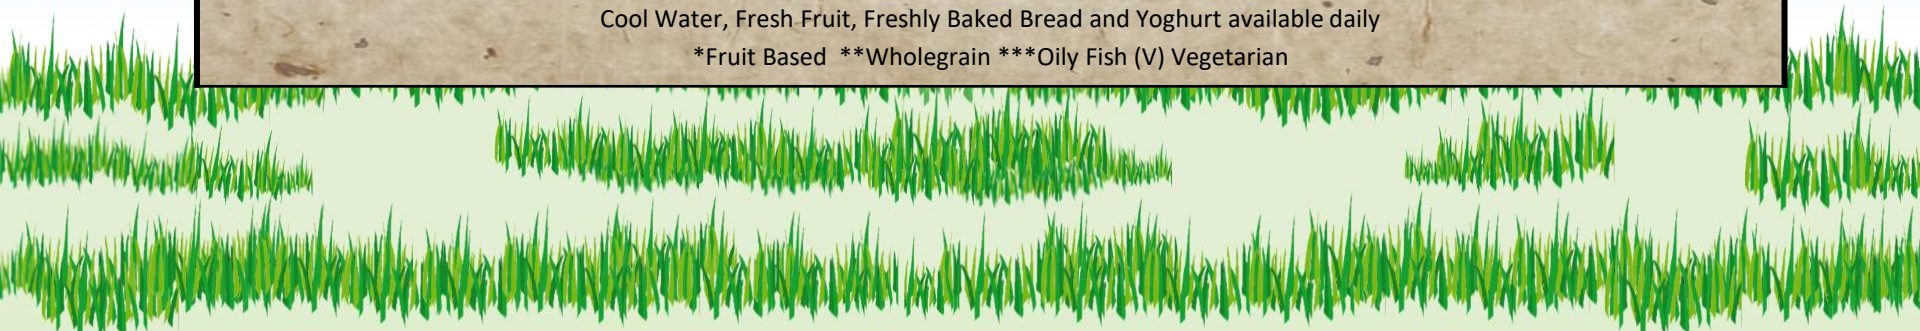 Cool Water, Fresh Fruit, Freshly Baked Bread and Yoghurt available daily
*Fruit Based  **Wholegrain ***Oily Fish (V) Vegetarian